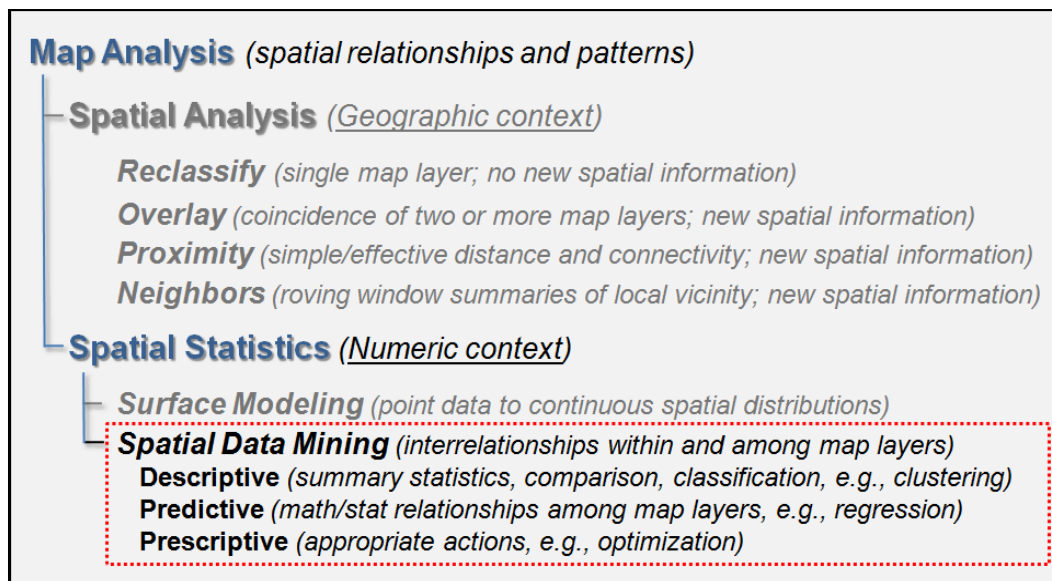 Map Analysis (spatial relationships and patterns)
Spatial Analysis (Geographic context)
Reclassify (single map layer; no new spatial information)
Overlay (coincidence of two or more map layers; new spatial information)
Proximity (simple/effective distance and connectivity; new spatial information)
Neighbors (roving window summaries of local vicinity; new spatial information)
Spatial Statistics (Numeric context)
Surface Modeling (point data to continuous spatial distributions)
Spatial Data Mining (interrelationships within and among map layers)
Descriptive (summary statistics, comparison, classification, e.g., clustering)
Predictive (math/stat relationships among map layers, e.g., regression)
Prescriptive (appropriate actions, e.g., optimization)